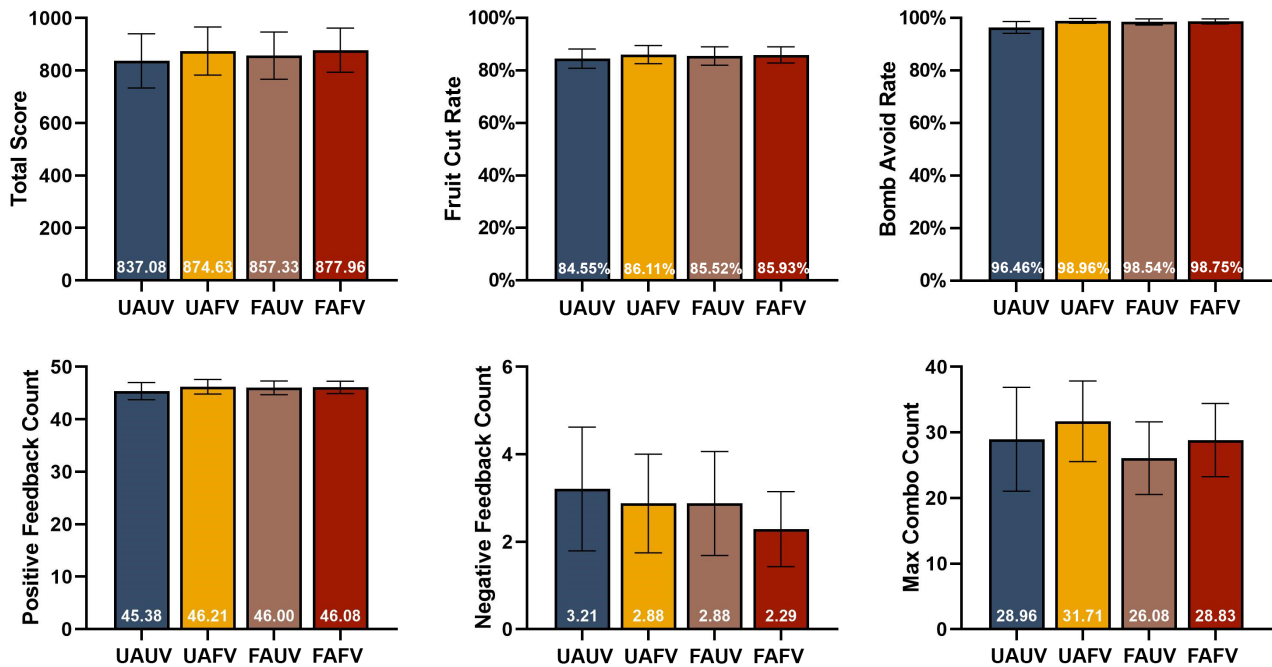 Total Score
1000
800
600
400
200
0
837.08 874.63 857.33 877.96
UAUV UAFV FAUV FAFV
Fruit Cut Rate
100%
80%
60%
40%
20%
0%
84.55% 86.11% 85.52% 85.93%
UAUV UAFV FAUV FAFV
Bomb Avoid Rate
100%
80%
60%
40%
20%
0%
96.46% 98.96% 98.54% 98.75%
UAUV UAFV FAUV FAFV
Positive Feedback Count
50
40
30
20
10
0
45.38 46.21 46.00 46.08
UAUV UAFV FAUV FAFV
Negative Feedback Count
6
4
2
0
3.21 2.88 2.88 2.29
UAUV UAFV FAUV FAFV
Max Combo Count
40
30
20
10
0
28.96 31.71 26.08 28.83
UAUV UAFV FAUV FAFV